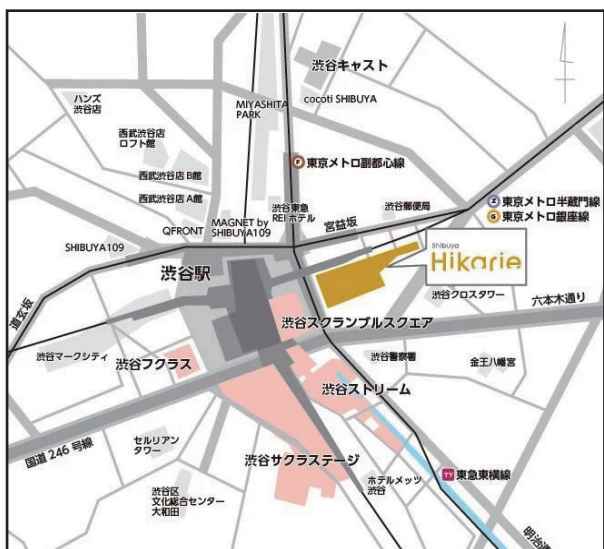 渋谷キャスト
ハンズ
渋谷店
cocoti SHIBUYA
MIYASHITA
PARK
西武渋谷店
ロフト館
F 東京メトロ副都心線
西武渋谷店 B館
西武渋谷店 A館
Z 東京メトロ半蔵門線
G 東京メトロ銀座線
渋谷東急
REI ホテル
渋谷郵便局
MAGNET by
SHIBUYA109
QFRONT
宮益坂
SHIBUYA109
Shibuya
Hikarie
渋谷駅
渋谷クロスタワー
六本木通り
道玄坂
渋谷スクランブルスクエア
渋谷マークシティ
渋谷フクラス
渋谷警察署
金王八幡宮
渋谷ストリーム
国道 246 号線
セルリアン
タワー
渋谷サクラステージ
TY 東急東横線
ホテルメッツ
渋谷
渋谷区
文化総合センター
大和田
明治通